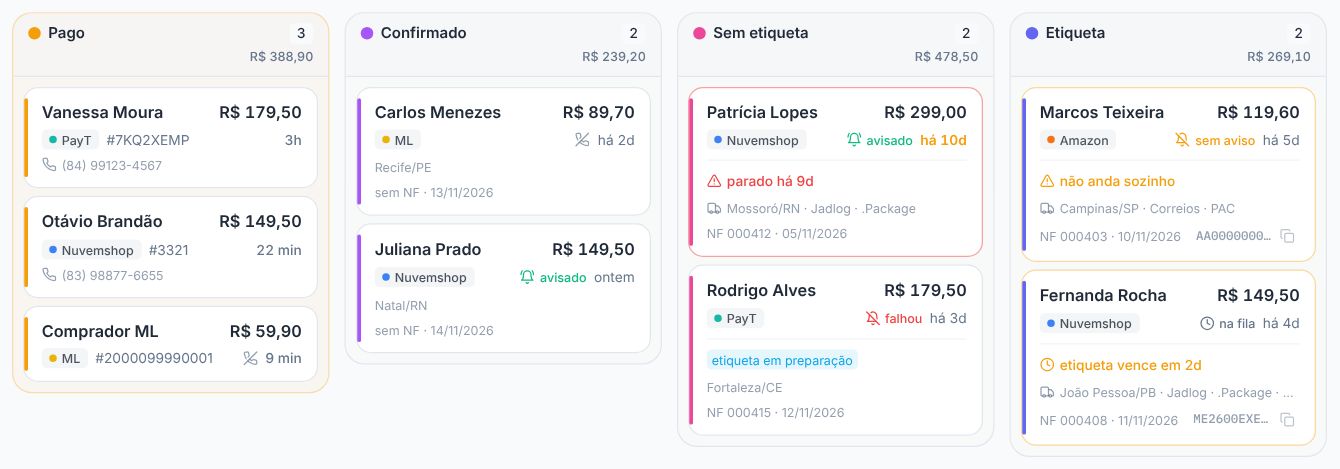 Pago 3
R$ 388,90
Vanessa Moura R$ 179,50
PayT #7KQ2XEMP 3h
(84) 99123-4567
Otávio Brandão R$ 149,50
Nuvemshop #3321 22 min
(83) 98877-6655
Comprador ML R$ 59,90
ML #2000099990001 9 min
Confirmado 2
R$ 239,20
Carlos Menezes R$ 89,70
ML há 2d
Recife/PE
sem NF · 13/11/2026
Juliana Prado R$ 149,50
Nuvemshop avisado ontem
Natal/RN
sem NF · 14/11/2026
Sem etiqueta 2
R$ 478,50
Patrícia Lopes R$ 299,00
Nuvemshop avisado há 10d
parado há 9d
Mossoró/RN · Jadlog · .Package
NF 000412 · 05/11/2026
Rodrigo Alves R$ 179,50
PayT falhou há 3d
etiqueta em preparação
Fortaleza/CE
NF 000415 · 12/11/2026
Etiqueta 2
R$ 269,10
Marcos Teixeira R$ 119,60
Amazon sem aviso há 5d
não anda sozinho
Campinas/SP · Correios · PAC
NF 000403 · 10/11/2026 AA0000000…
Fernanda Rocha R$ 149,50
Nuvemshop na fila há 4d
etiqueta vence em 2d
João Pessoa/PB · Jadlog · .Package · …
NF 000408 · 11/11/2026 ME2600EXE…